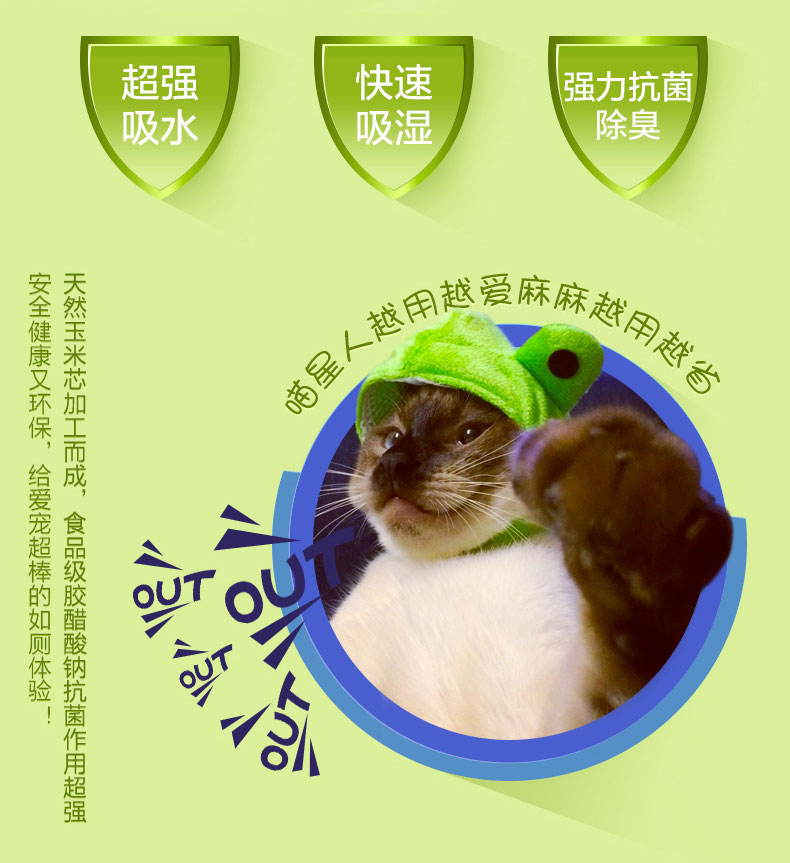 超强
吸水
快速
吸湿
强力抗菌
除臭
喵星人越用越爱麻麻越用越省
天然玉米芯加工而成，食品级胶醋酸钠抗菌作用超强
安全健康又环保，给爱宠超棒的如厕体验！
OUT
OUT
OUT
OUT